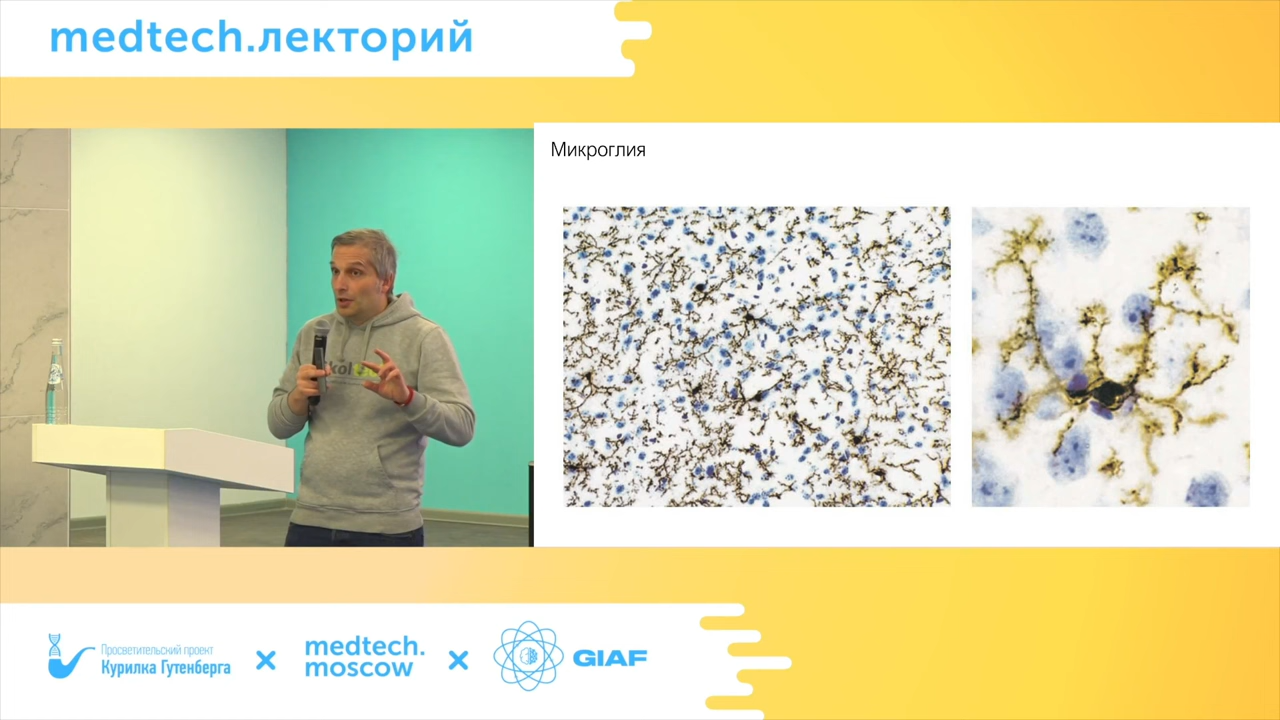 medtech.лекторий
Микроглия
Просветительский проект
Курилка Гутенберга
medtech.
moscow
GIAF